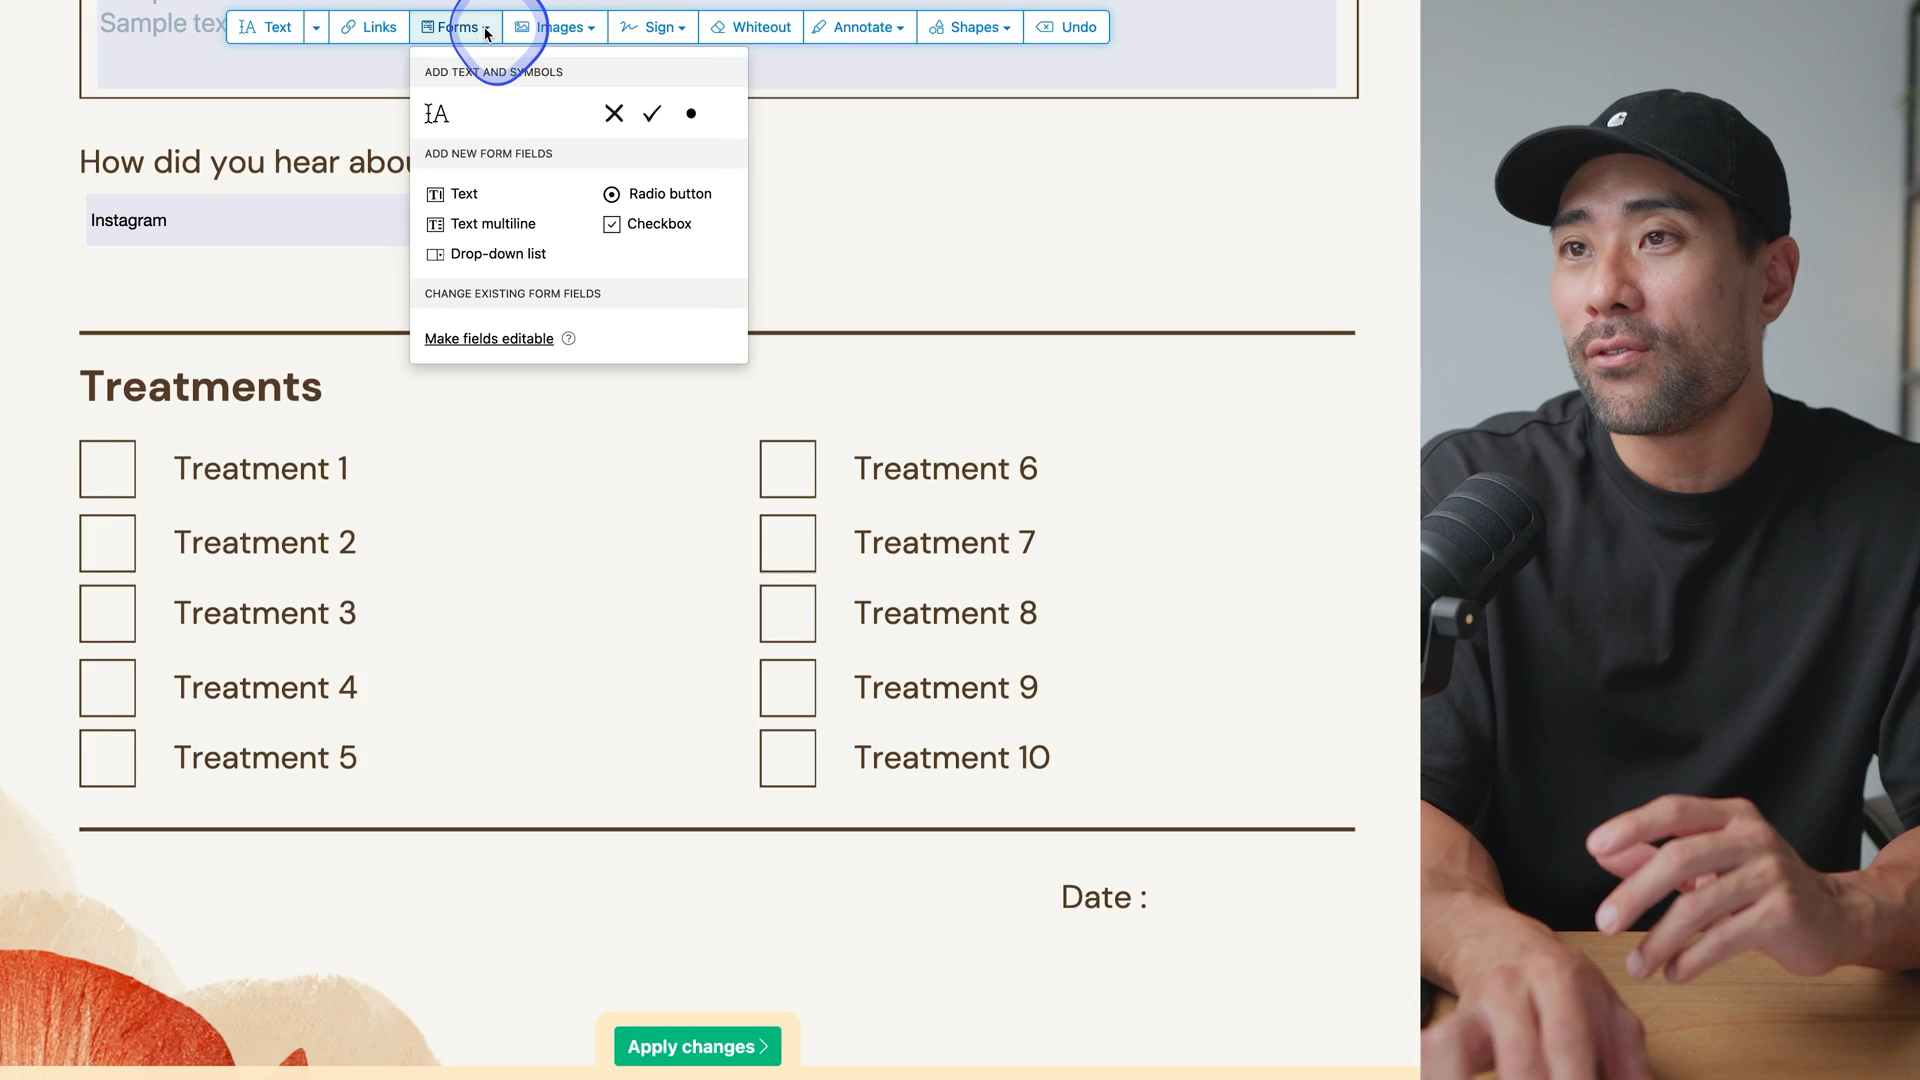 Sample tex
Text Links Forms Images Sign Whiteout Annotate Shapes Undo
ADD TEXT AND SYMBOLS
ADD NEW FORM FIELDS
Text Radio button
Text multiline Checkbox
Drop-down list
CHANGE EXISTING FORM FIELDS
Make fields editable ?
How did you hear abou
Instagram
Treatments
Treatment 1 Treatment 6
Treatment 2 Treatment 7
Treatment 3 Treatment 8
Treatment 4 Treatment 9
Treatment 5 Treatment 10
Date :
Apply changes